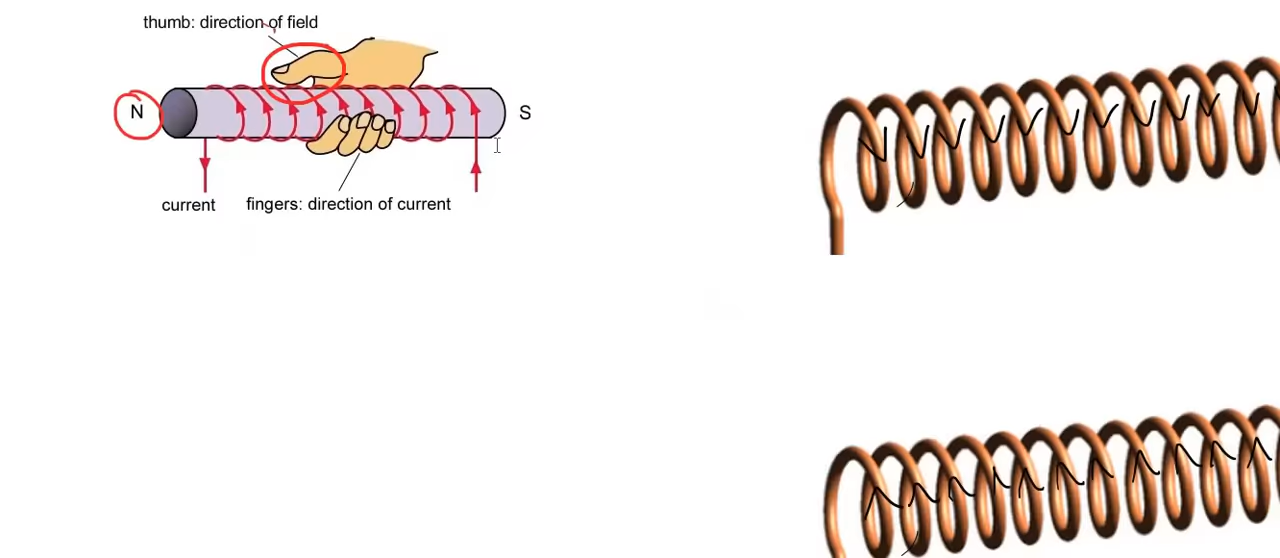 thumb: direction of field
N
S
current
fingers: direction of current